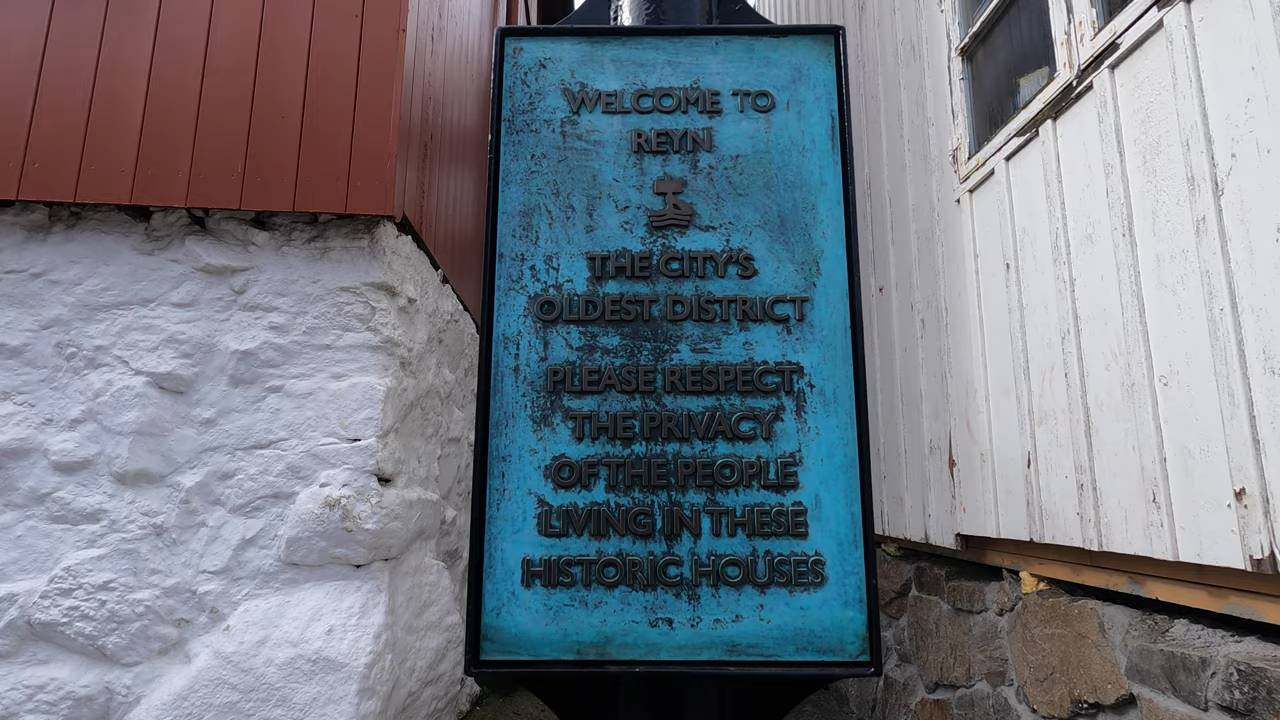 WELCOME TO
REYN
THE CITY'S
OLDEST DISTRICT
PLEASE RESPECT
THE PRIVACY
OF THE PEOPLE
LIVING IN THESE
HISTORIC HOUSES